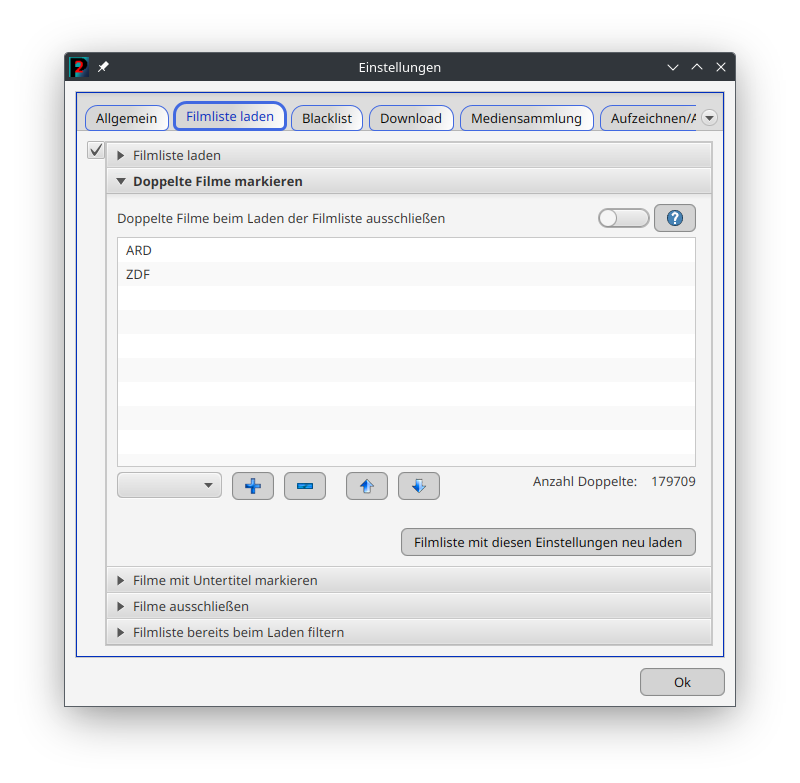 P2 Einstellungen
Allgemein Filmliste laden Blacklist Download Mediensammlung Aufzeichnen/A
Filmliste laden
Doppelte Filme markieren
Doppelte Filme beim Laden der Filmliste ausschließen ?
ARD
ZDF
Anzahl Doppelte: 179709
Filmliste mit diesen Einstellungen neu laden
Filme mit Untertitel markieren
Filme ausschließen
Filmliste bereits beim Laden filtern
Ok